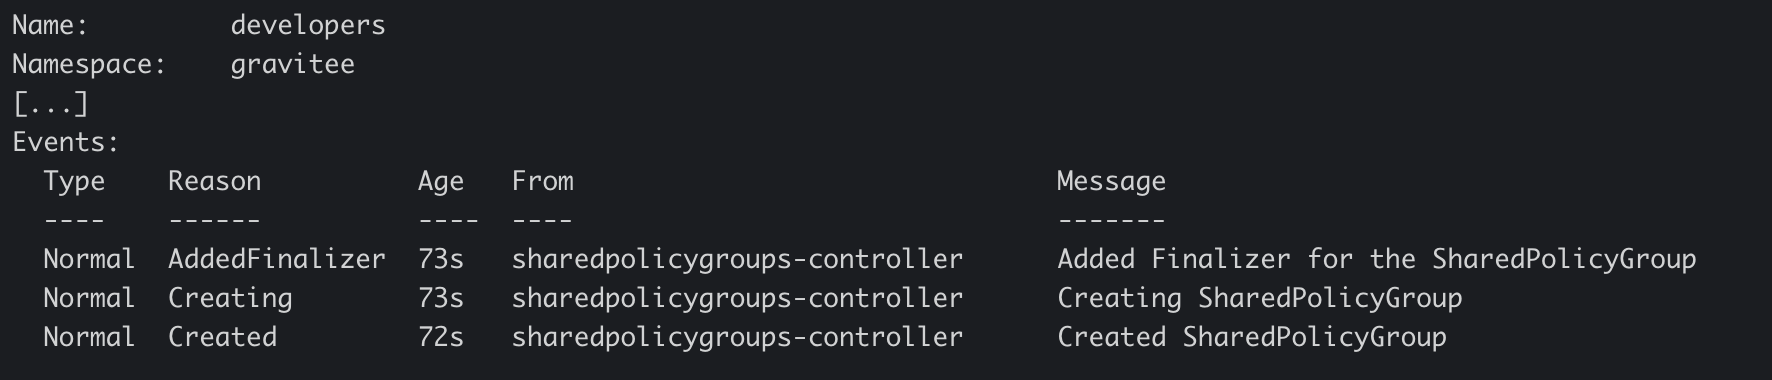 Name:         developers
Namespace:    gravitee
[...]
Events:
  Type    Reason          Age   From                               Message
  ----    ------          ----  ----                               -------
  Normal  AddedFinalizer  73s   sharedpolicygroups-controller      Added Finalizer for the SharedPolicyGroup
  Normal  Creating        73s   sharedpolicygroups-controller      Creating SharedPolicyGroup
  Normal  Created         72s   sharedpolicygroups-controller      Created SharedPolicyGroup